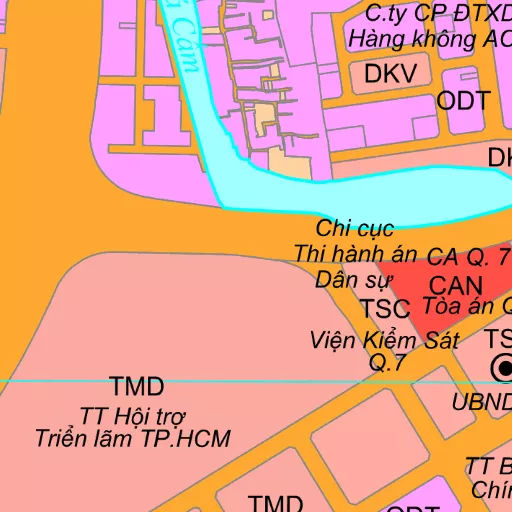 C.ty CP ĐTXD
Hàng không AC
DKV
ODT
Cấm
Chi cục
Thi hành án
Dân sự
CA Q. 7
CAN
TSC
Tòa án Q
Viện Kiểm Sát
Q.7
TS
UBND
TMD
TT Hội trợ
Triển lãm TP.HCM
TT B
Chín
TMD
ODT